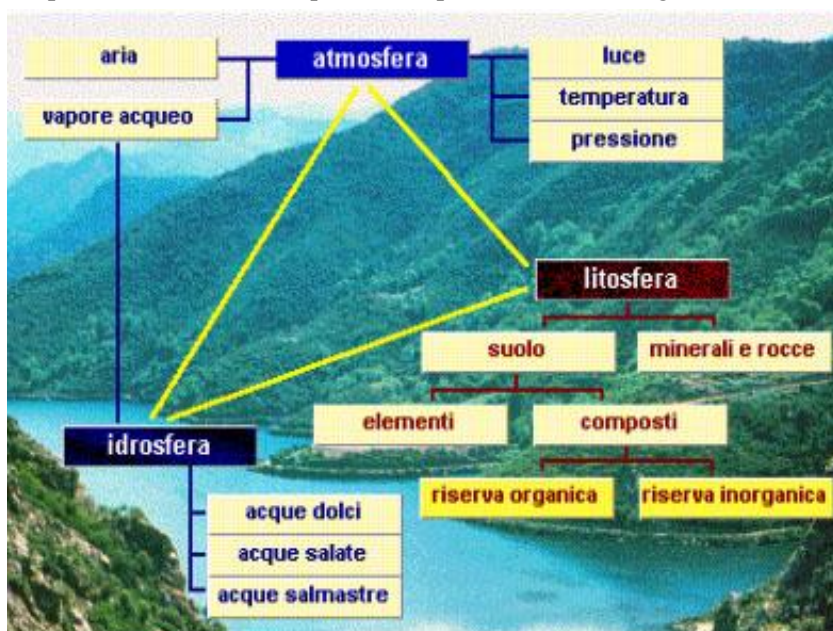 aria
atmosfera
luce
vapore acqueo
temperatura
pressione
litosfera
suolo
minerali e rocce
elementi
composti
idrosfera
riserva organica
riserva inorganica
acque dolci
acque salate
acque salmastre